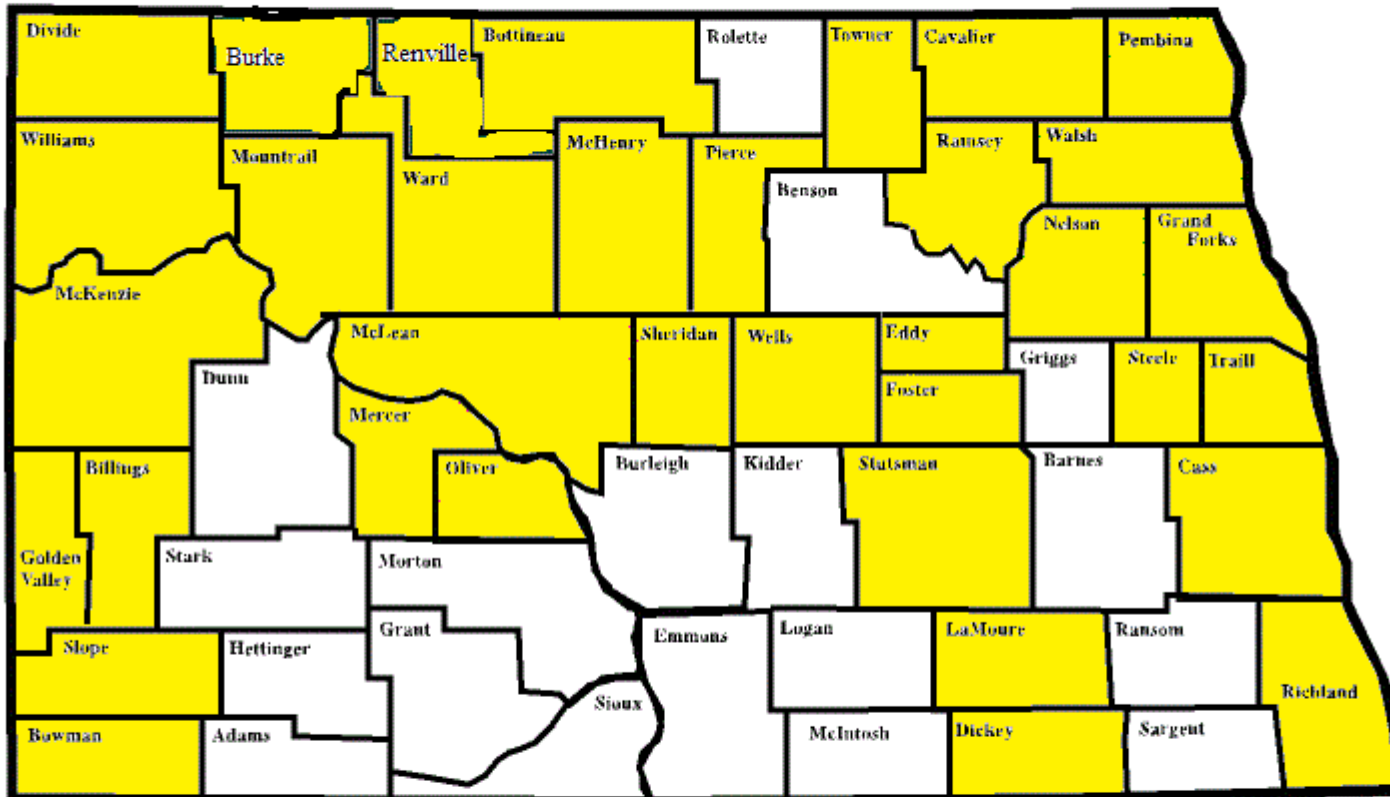 Divide
Burke
Renville
Bottineau
Rolette
Towner
Cavalier
Pembina
Williams
Mountrail
Ward
McHenry
Pierce
Benson
Ramsey
Walsh
Nelson
Grand
Forks
McKenzie
McLean
Sheridan
Wells
Eddy
Foster
Griggs
Steele
Traill
Dunn
Mercer
Oliver
Burleigh
Kidder
Stutsman
Barnes
Cass
Billings
Golden
Valley
Stark
Morton
Grant
Emmons
Logan
LaMoure
Ransom
Richland
Slope
Hettinger
Sioux
Bowman
Adams
McIntosh
Dickey
Sargent